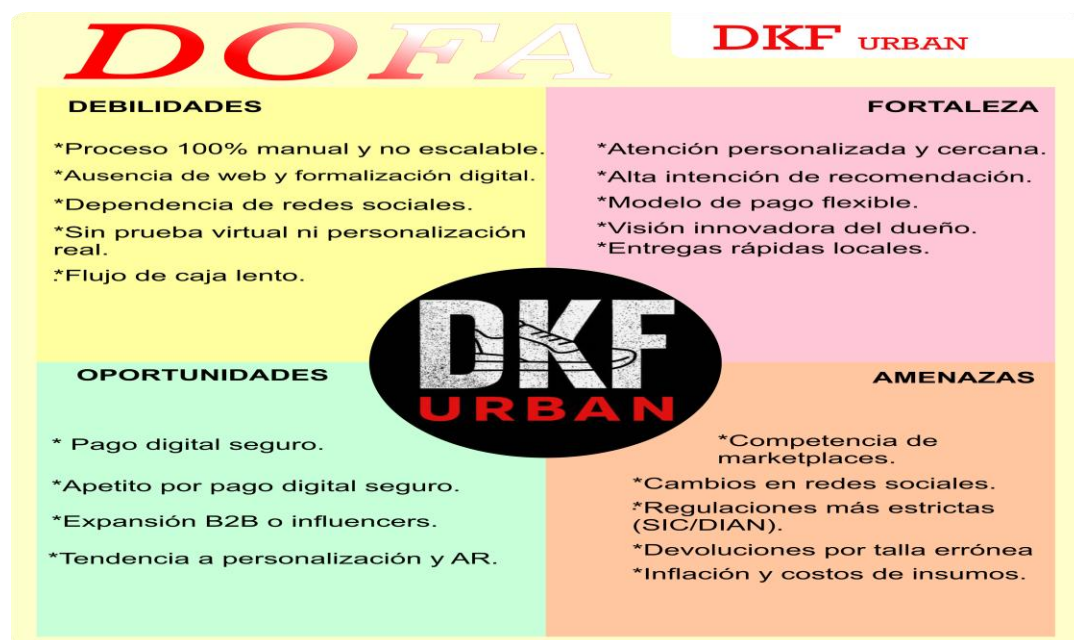 DOFA
DKF URBAN
DEBILIDADES
*Proceso 100% manual y no escalable.
*Ausencia de web y formalización digital.
*Dependencia de redes sociales.
*Sin prueba virtual ni personalización
real.
*Flujo de caja lento.
FORTALEZA
*Atención personalizada y cercana.
*Alta intención de recomendación.
*Modelo de pago flexible.
*Visión innovadora del dueño.
*Entregas rápidas locales.
DKF
URBAN
OPORTUNIDADES
* Pago digital seguro.
*Apetito por pago digital seguro.
*Expansión B2B o influencers.
*Tendencia a personalización y AR.
AMENAZAS
*Competencia de
marketplaces.
*Cambios en redes sociales.
*Regulaciones más estrictas
(SIC/DIAN).
*Devoluciones por talla errónea
*Inflación y costos de insumos.